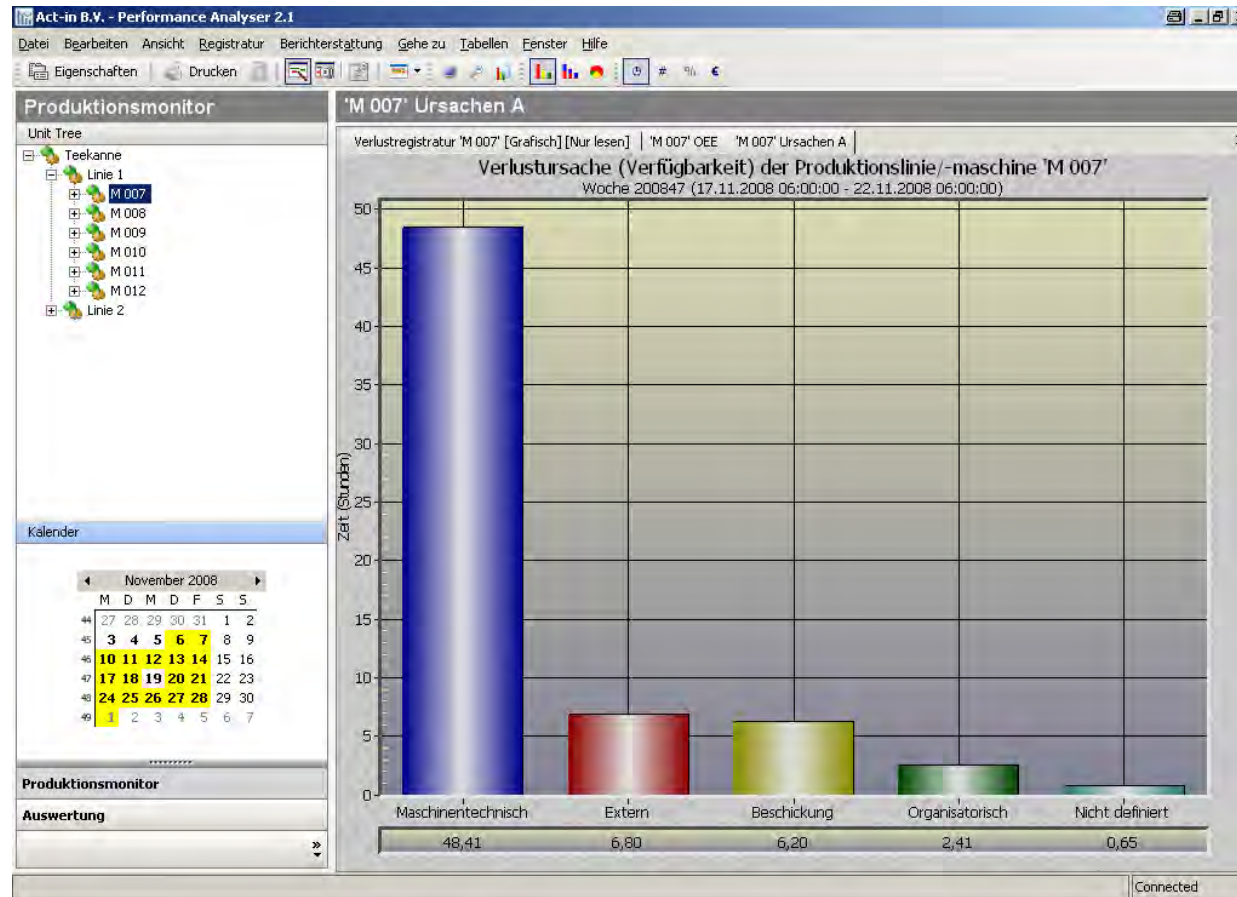 Act-in B.V. - Performance Analyser 2.1
Datei Bearbeiten Ansicht Registratur Berichterstattung Gehe zu Tabellen Fenster Hilfe
Eigenschaften Drucken # % €
Produktionsmonitor
'M 007' Ursachen A
Unit Tree
Verlustregistratur 'M 007' [Grafisch] [Nur lesen] 'M 007' OEE 'M 007' Ursachen A
Teekanne
Linie 1
M 007
M 008
M 009
M 010
M 011
M 012
Linie 2
Verlustursache (Verfügbarkeit) der Produktionslinie/-maschine 'M 007'
Woche 200847 (17.11.2008 06:00:00 - 22.11.2008 06:00:00)
50
45
40
35
30
25
20
15
10
5
0
Zeit (Stunden)
Maschinentechnisch Extern Beschickung Organisatorisch Nicht definiert
48,41 6,80 6,20 2,41 0,65
Kalender
November 2008
M D M D F S S
44 27 28 29 30 31 1 2
45 3 4 5 6 7 8 9
46 10 11 12 13 14 15 16
47 17 18 19 20 21 22 23
48 24 25 26 27 28 29 30
49 1 2 3 4 5 6 7
Produktionsmonitor
Auswertung
»
Connected